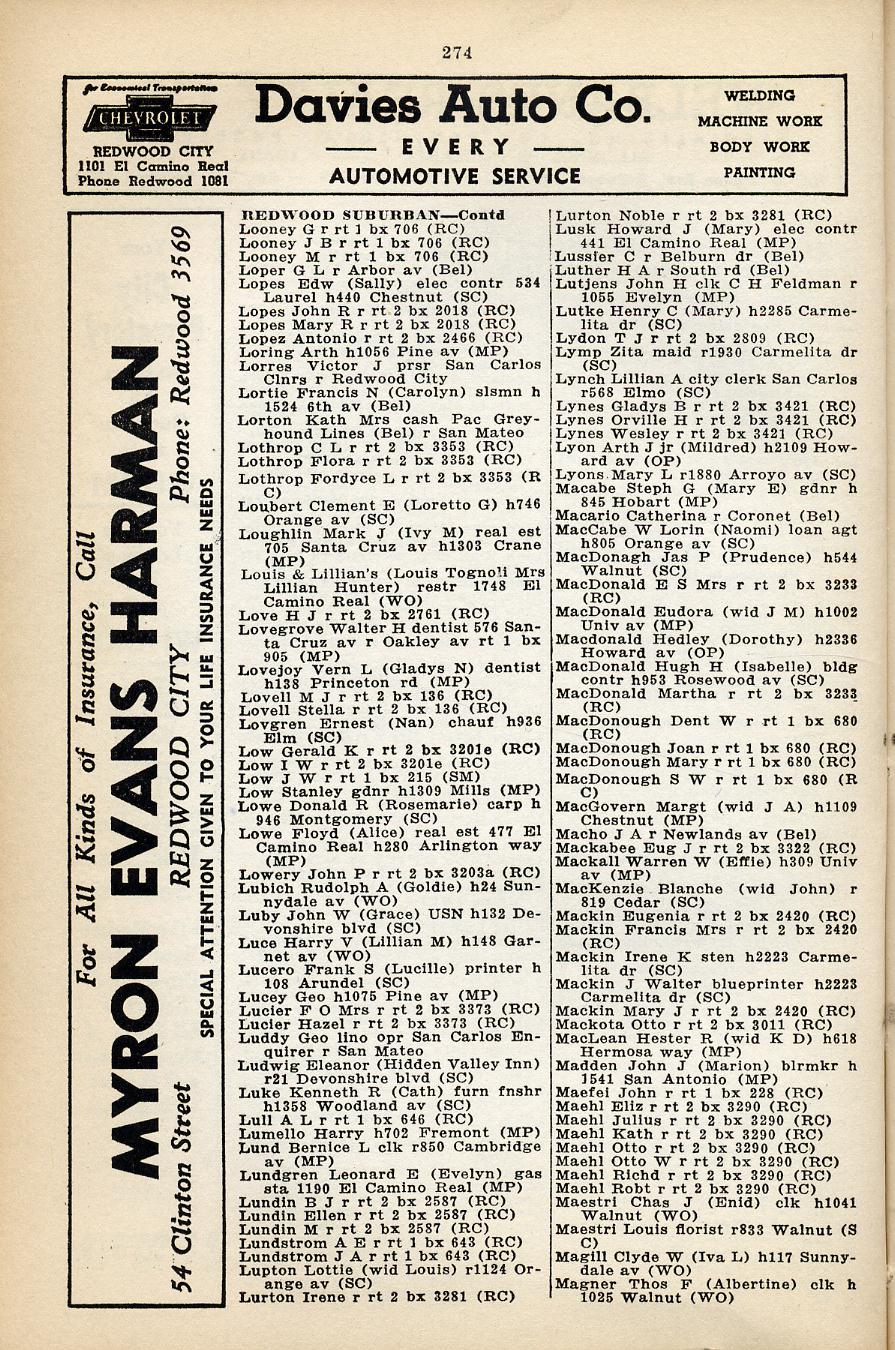 274
for Economical Transportation
CHEVROLET
REDWOOD CITY
1101 El Camino Real
Phone Redwood 1081
Davies Auto Co.
EVERY
AUTOMOTIVE SERVICE
WELDING
MACHINE WORK
BODY WORK
PAINTING
For All Kinds of Insurance, Call
MYRON EVANS HARMAN
54 Clinton Street REDWOOD CITY Phone: Redwood 3569
SPECIAL ATTENTION GIVEN TO YOUR LIFE INSURANCE NEEDS
REDWOOD SUBURBAN—Contd
Looney G r rt 1 bx 706 (RC)
Looney J B r rt 1 bx 706 (RC)
Looney M r rt 1 bx 706 (RC)
Loper G L r Arbor av (Bel)
Lopes Edw (Sally) elec contr 534
Laurel h440 Chestnut (SC)
Lopes John R r rt 2 bx 2018 (RC)
Lopes Mary R r rt 2 bx 2018 (RC)
Lopez Antonio r rt 2 bx 2466 (RC)
Loring Arth h1056 Pine av (MP)
Lorres Victor J prsr San Carlos
Clnrs r Redwood City
Lortie Francis N (Carolyn) slsmn h
1524 6th av (Bel)
Lorton Kath Mrs cash Pac Grey-
hound Lines (Bel) r San Mateo
Lothrop C L r rt 2 bx 3353 (RC)
Lothrop Flora r rt 2 bx 3353 (RC)
Lothrop Fordyce L r rt 2 bx 3353 (R
C)
Loubert Clement E (Loretto G) h746
Orange av (SC)
Loughlin Mark J (Ivy M) real est
705 Santa Cruz av h1303 Crane
(MP)
Louis & Lillian's (Louis Tognoli Mrs
Lillian Hunter) restr 1748 El
Camino Real (WO)
Love H J r rt 2 bx 2761 (RC)
Lovegrove Walter H dentist 576 San-
ta Cruz av r Oakley av rt 1 bx
905 (MP)
Lovejoy Vern L (Gladys N) dentist
h138 Princeton rd (MP)
Lovell M J r rt 2 bx 136 (RC)
Lovell Stella r rt 2 bx 136 (RC)
Lovgren Ernest (Nan) chauf h936
Elm (SC)
Low Gerald K r rt 2 bx 3201e (RC)
Low I W r rt 2 bx 3201e (RC)
Low J W r rt 1 bx 215 (SM)
Low Stanley gdnr h1309 Mills (MP)
Lowe Donald R (Rosemarie) carp h
946 Montgomery (SC)
Lowe Floyd (Alice) real est 477 El
Camino Real h280 Arlington way
(MP)
Lowery John P r rt 2 bx 3203a (RC)
Lubich Rudolph A (Goldie) h24 Sun-
nydale av (WO)
Luby John W (Grace) USN h132 De-
vonshire blvd (SC)
Luce Harry V (Lillian M) h148 Gar-
net av (WO)
Lucero Frank S (Lucille) printer h
108 Arundel (SC)
Lucey Geo h1075 Pine av (MP)
Lucier F O Mrs r rt 2 bx 3373 (RC)
Lucier Hazel r rt 2 bx 3373 (RC)
Luddy Geo lino opr San Carlos En-
quirer r San Mateo
Ludwig Eleanor (Hidden Valley Inn)
r21 Devonshire blvd (SC)
Luke Kenneth R (Cath) furn fnshr
h1358 Woodland av (SC)
Lull A L r rt 1 bx 646 (RC)
Lumello Harry h702 Fremont (MP)
Lund Bernice L clk r850 Cambridge
av (MP)
Lundgren Leonard E (Evelyn) gas
sta 1190 El Camino Real (MP)
Lundin B J r rt 2 bx 2587 (RC)
Lundin Ellen r rt 2 bx 2587 (RC)
Lundin M r rt 2 bx 2587 (RC)
Lundstrom A E r rt 1 bx 643 (RC)
Lundstrom J A r rt 1 bx 643 (RC)
Lupton Lottie (wid Louis) r1124 Or-
ange av (SC)
Lurton Irene r rt 2 bx 3281 (RC)
Lurton Noble r rt 2 bx 3281 (RC)
Lusk Howard J (Mary) elec contr
441 El Camino Real (MP)
Lussier C r Belburn dr (Bel)
Luther H A r South rd (Bel)
Lutjens John H clk C H Feldman r
1055 Evelyn (MP)
Lutke Henry C (Mary) h2285 Carme-
lita dr (SC)
Lydon T J r rt 2 bx 2809 (RC)
Lymp Zita maid r1930 Carmelita dr
(SC)
Lynch Lillian A city clerk San Carlos
r568 Elmo (SC)
Lynes Gladys B r rt 2 bx 3421 (RC)
Lynes Orville H r rt 2 bx 3421 (RC)
Lynes Wesley r rt 2 bx 3421 (RC)
Lyon Arth J jr (Mildred) h2109 How-
ard av (OP)
Lyons Mary L r1880 Arroyo av (SC)
Macabe Steph G (Mary E) gdnr h
845 Hobart (MP)
Macario Catherina r Coronet (Bel)
MacCabe W Lorin (Naomi) loan agt
h805 Orange av (SC)
MacDonagh Jas P (Prudence) h544
Walnut (SC)
MacDonald E S Mrs r rt 2 bx 3233
(RC)
MacDonald Eudora (wid J M) h1002
Univ av (MP)
Macdonald Hedley (Dorothy) h2336
Howard av (OP)
MacDonald Hugh H (Isabelle) bldg
contr h953 Rosewood av (SC)
MacDonald Martha r rt 2 bx 3233
(RC)
MacDonough Dent W r rt 1 bx 680
(RC)
MacDonough Joan r rt 1 bx 680 (RC)
MacDonough Mary r rt 1 bx 680 (RC)
MacDonough S W r rt 1 bx 680 (R
C)
MacGovern Margt (wid J A) h1109
Chestnut (MP)
Macho J A r Newlands av (Bel)
Mackabee Eug J r rt 2 bx 3322 (RC)
Mackall Warren W (Effie) h309 Univ
av (MP)
MacKenzie Blanche (wid John) r
819 Cedar (SC)
Mackin Eugenia r rt 2 bx 2420 (RC)
Mackin Francis Mrs r rt 2 bx 2420
(RC)
Mackin Irene K sten h2223 Carme-
lita dr (SC)
Mackin J Walter blueprinter h2223
Carmelita dr (SC)
Mackin Mary J r rt 2 bx 2420 (RC)
Mackota Otto r rt 2 bx 3011 (RC)
MacLean Hester R (wid K D) h618
Hermosa way (MP)
Madden John J (Marion) blrmkr h
1541 San Antonio (MP)
Maefei John r rt 1 bx 228 (RC)
Maehl Eliz r rt 2 bx 3290 (RC)
Maehl Julius r rt 2 bx 3290 (RC)
Maehl Kath r rt 2 bx 3290 (RC)
Maehl Otto r rt 2 bx 3290 (RC)
Maehl Otto W r rt 2 bx 3290 (RC)
Maehl Richd r rt 2 bx 3290 (RC)
Maehl Robt r rt 2 bx 3290 (RC)
Maestri Chas J (Enid) clk h1041
Walnut (WO)
Maestri Louis florist r833 Walnut (S
C)
Magill Clyde W (Iva L) h117 Sunny-
dale av (WO)
Magner Thos F (Albertine) clk h
1025 Walnut (WO)